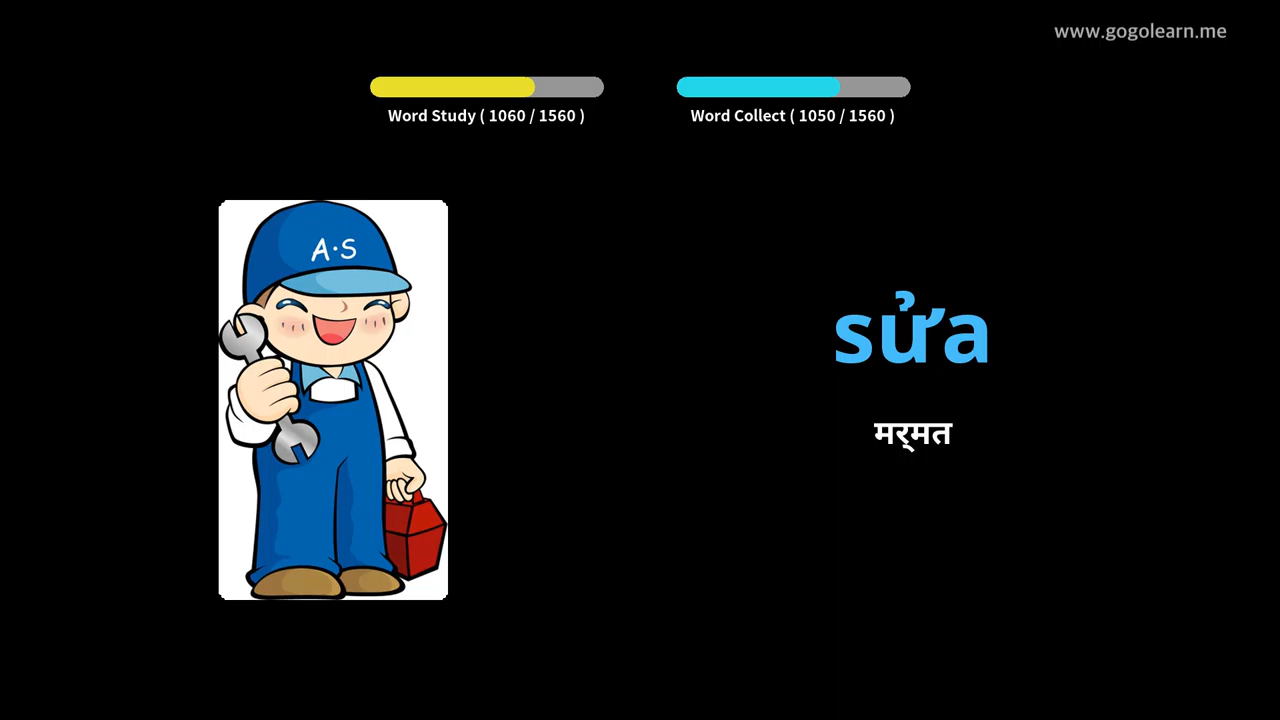 www.gogolearn.me
Word Study ( 1060 / 1560 )
Word Collect ( 1050 / 1560 )
A·S
sửa
मर्‌मत